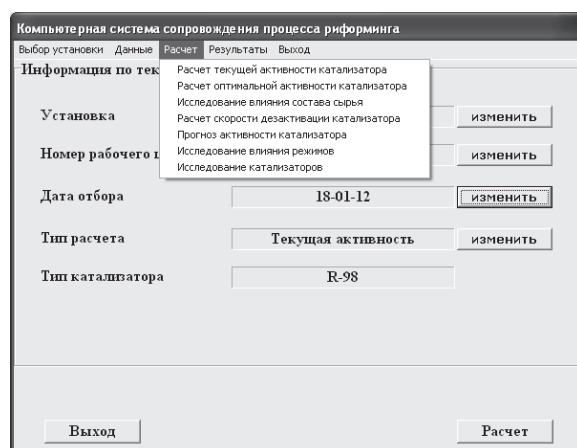 Компьютерная система сопровождения процесса риформинга
Выбор установки Данные Расчет Результаты Выход
Информация по тек
Расчет текущей активности катализатора
Расчет оптимальной активности катализатора
Исследование влияния состава сырья
Расчет скорости дезактивации катализатора
Прогноз активности катализатора
Исследование влияния режинов
Исследование катализаторов
Установка изменить
Номер рабочего ц изменить
Дата отбора 18-01-12 изменить
Тип расчета Текущая активность изменить
Тип катализатора R-98
Выход Расчет